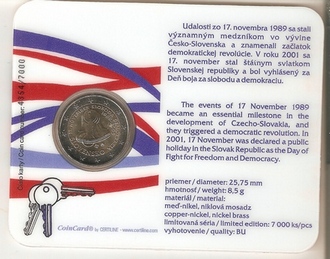 Udalosti zo 17. novembra 1989 sa stali
významným medzníkom vo vývine
Česko-Slovenska a znamenali začiatok
demokratickej revolúcie. V roku 2001 sa
17. november stal štátnym sviatkom
Slovenskej republiky a bol vyhlásený za
Deň boja za slobodu a demokraciu.
The events of 17 November 1989
became an essential milestone in the
development of Czecho-Slovakia, and
they triggered a democratic revolution. In
2001, 17 November was declared a public
holiday in the Slovak Republic as the Day of
Fight for Freedom and Democracy.
priemer / diameter: 25,75 mm
hmotnosť/ weight: 8,5 g
materiál / material:
meď-nikel, niklová mosadz
copper-nickel, nickel brass
limitovaná séria / limited edition: 7 000 ks/pcs
vyhotovenie / quality: BU
CoinCard® by CERTILINE - www.certiline.com